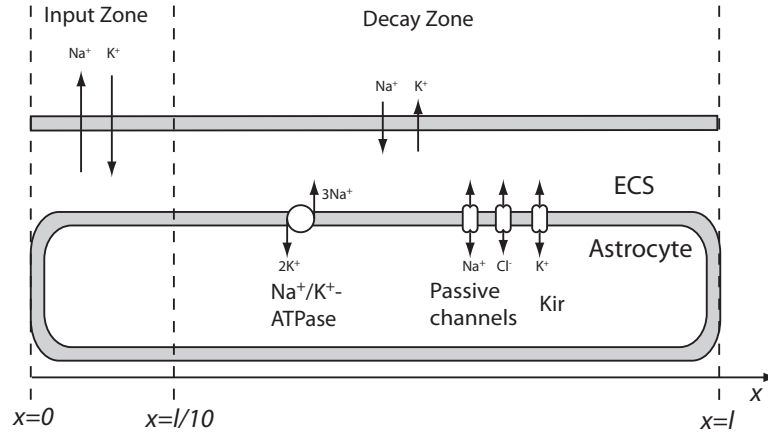 Input Zone
Decay Zone
Na⁺ K⁺
Na⁺ K⁺
ECS
3Na⁺
Astrocyte
2K⁺
Na⁺ Cl⁻ K⁺
Na⁺/K⁺-
ATPase
Passive
channels
Kir
x
x=0
x=l/10
x=l